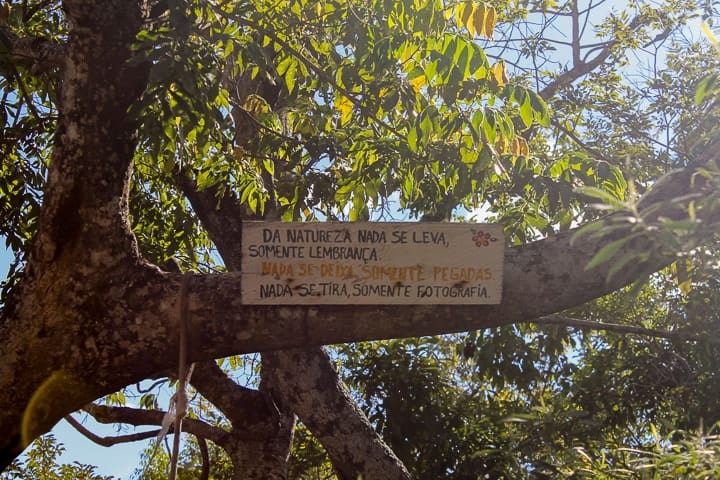 DA NATUREZA NADA SE LEVA,
SOMENTE LEMBRANÇA.
NADA SE DEIXA, SOMENTE PEGADAS
NADA SE TIRA, SOMENTE FOTOGRAFIA.